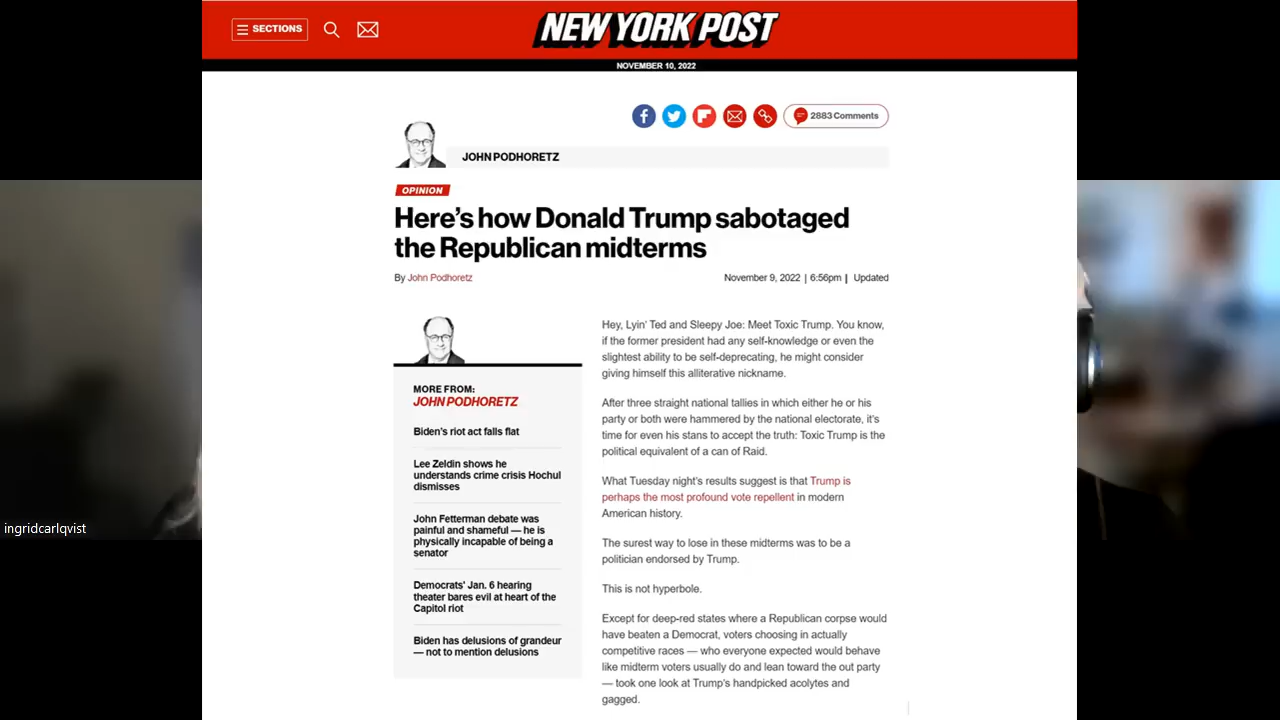 SECTIONS
NEW YORK POST
NOVEMBER 10, 2022
2883 Comments
JOHN PODHORETZ
OPINION
Here's how Donald Trump sabotaged
the Republican midterms
By John Podhoretz
November 9, 2022 | 6:56pm | Updated
MORE FROM:
JOHN PODHORETZ
Biden's riot act falls flat
Lee Zeldin shows he
understands crime crisis Hochul
dismisses
John Fetterman debate was
painful and shameful — he is
physically incapable of being a
senator
Democrats' Jan. 6 hearing
theater bares evil at heart of the
Capitol riot
Biden has delusions of grandeur
— not to mention delusions
Hey, Lyin' Ted and Sleepy Joe: Meet Toxic Trump. You know,
if the former president had any self-knowledge or even the
slightest ability to be self-deprecating, he might consider
giving himself this alliterative nickname.
After three straight national tallies in which either he or his
party or both were hammered by the national electorate, it's
time for even his stans to accept the truth: Toxic Trump is the
political equivalent of a can of Raid.
What Tuesday night's results suggest is that Trump is
perhaps the most profound vote repellent in modern
American history.
The surest way to lose in these midterms was to be a
politician endorsed by Trump.
This is not hyperbole.
Except for deep-red states where a Republican corpse would
have beaten a Democrat, voters choosing in actually
competitive races — who everyone expected would behave
like midterm voters usually do and lean toward the out party
— took one look at Trump's handpicked acolytes and
gagged.
ingridcarlqvist